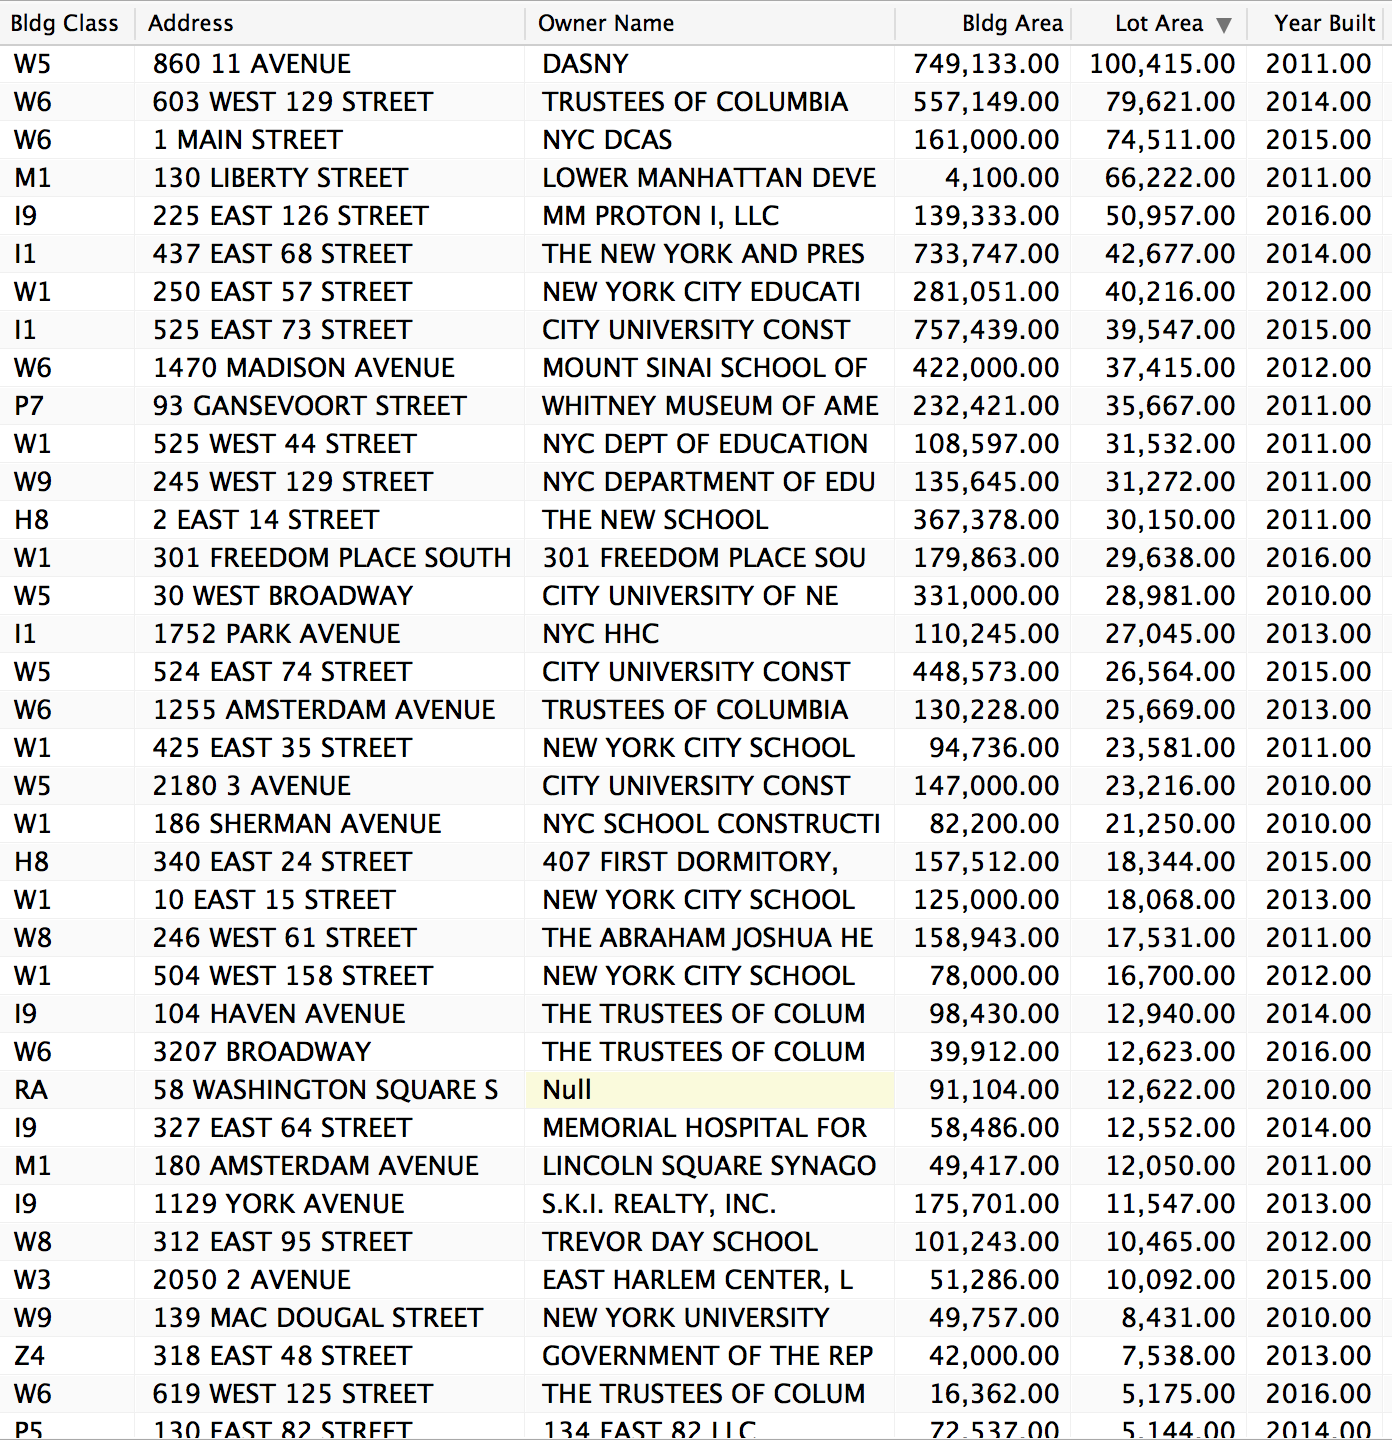 Bldg Class Address Owner Name Bldg Area Lot Area ▼ Year Built
W5 860 11 AVENUE DASNY 749,133.00 100,415.00 2011.00
W6 603 WEST 129 STREET TRUSTEES OF COLUMBIA 557,149.00 79,621.00 2014.00
W6 1 MAIN STREET NYC DCAS 161,000.00 74,511.00 2015.00
M1 130 LIBERTY STREET LOWER MANHATTAN DEVE 4,100.00 66,222.00 2011.00
I9 225 EAST 126 STREET MM PROTON I, LLC 139,333.00 50,957.00 2016.00
I1 437 EAST 68 STREET THE NEW YORK AND PRES 733,747.00 42,677.00 2014.00
W1 250 EAST 57 STREET NEW YORK CITY EDUCATI 281,051.00 40,216.00 2012.00
I1 525 EAST 73 STREET CITY UNIVERSITY CONST 757,439.00 39,547.00 2015.00
W6 1470 MADISON AVENUE MOUNT SINAI SCHOOL OF 422,000.00 37,415.00 2012.00
P7 93 GANSEVOORT STREET WHITNEY MUSEUM OF AME 232,421.00 35,667.00 2011.00
W1 525 WEST 44 STREET NYC DEPT OF EDUCATION 108,597.00 31,532.00 2011.00
W9 245 WEST 129 STREET NYC DEPARTMENT OF EDU 135,645.00 31,272.00 2011.00
H8 2 EAST 14 STREET THE NEW SCHOOL 367,378.00 30,150.00 2011.00
W1 301 FREEDOM PLACE SOUTH 301 FREEDOM PLACE SOU 179,863.00 29,638.00 2016.00
W5 30 WEST BROADWAY CITY UNIVERSITY OF NE 331,000.00 28,981.00 2010.00
I1 1752 PARK AVENUE NYC HHC 110,245.00 27,045.00 2013.00
W5 524 EAST 74 STREET CITY UNIVERSITY CONST 448,573.00 26,564.00 2015.00
W6 1255 AMSTERDAM AVENUE TRUSTEES OF COLUMBIA 130,228.00 25,669.00 2013.00
W1 425 EAST 35 STREET NEW YORK CITY SCHOOL 94,736.00 23,581.00 2011.00
W5 2180 3 AVENUE CITY UNIVERSITY CONST 147,000.00 23,216.00 2010.00
W1 186 SHERMAN AVENUE NYC SCHOOL CONSTRUCTI 82,200.00 21,250.00 2010.00
H8 340 EAST 24 STREET 407 FIRST DORMITORY, 157,512.00 18,344.00 2015.00
W1 10 EAST 15 STREET NEW YORK CITY SCHOOL 125,000.00 18,068.00 2013.00
W8 246 WEST 61 STREET THE ABRAHAM JOSHUA HE 158,943.00 17,531.00 2011.00
W1 504 WEST 158 STREET NEW YORK CITY SCHOOL 78,000.00 16,700.00 2012.00
I9 104 HAVEN AVENUE THE TRUSTEES OF COLUM 98,430.00 12,940.00 2014.00
W6 3207 BROADWAY THE TRUSTEES OF COLUM 39,912.00 12,623.00 2016.00
RA 58 WASHINGTON SQUARE S Null 91,104.00 12,622.00 2010.00
I9 327 EAST 64 STREET MEMORIAL HOSPITAL FOR 58,486.00 12,552.00 2014.00
M1 180 AMSTERDAM AVENUE LINCOLN SQUARE SYNAGO 49,417.00 12,050.00 2011.00
I9 1129 YORK AVENUE S.K.I. REALTY, INC. 175,701.00 11,547.00 2013.00
W8 312 EAST 95 STREET TREVOR DAY SCHOOL 101,243.00 10,465.00 2012.00
W3 2050 2 AVENUE EAST HARLEM CENTER, L 51,286.00 10,092.00 2015.00
W9 139 MAC DOUGAL STREET NEW YORK UNIVERSITY 49,757.00 8,431.00 2010.00
Z4 318 EAST 48 STREET GOVERNMENT OF THE REP 42,000.00 7,538.00 2013.00
W6 619 WEST 125 STREET THE TRUSTEES OF COLUM 16,362.00 5,175.00 2016.00
P5 130 EAST 82 STREET 134 EAST 82 LLC 72,537.00 5,144.00 2014.00